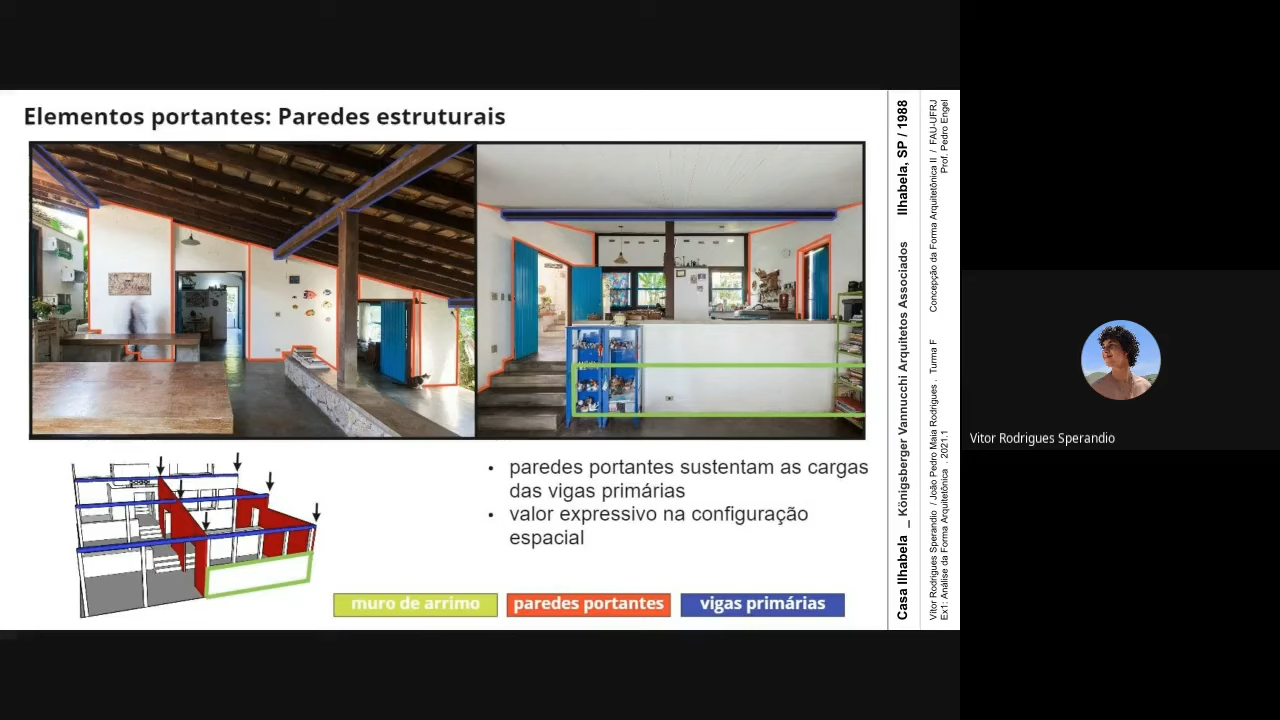 Elementos portantes: Paredes estruturais
• paredes portantes sustentam as cargas
das vigas primárias
• valor expressivo na configuração
espacial
muro de arrimo
paredes portantes
vigas primárias
Casa Ilhabela _ Königsberger Vannucchi Arquitetos Associados Ilhabela, SP / 1988
Vitor Rodrigues Sperandio / João Pedro Maia Rodrigues . Turma F Concepção da Forma Arquitetônica II / FAU-UFRJ
Ex1: Análise da Forma Arquitetônica . 2021.1 Prof. Pedro Engel
Vitor Rodrigues Sperandio